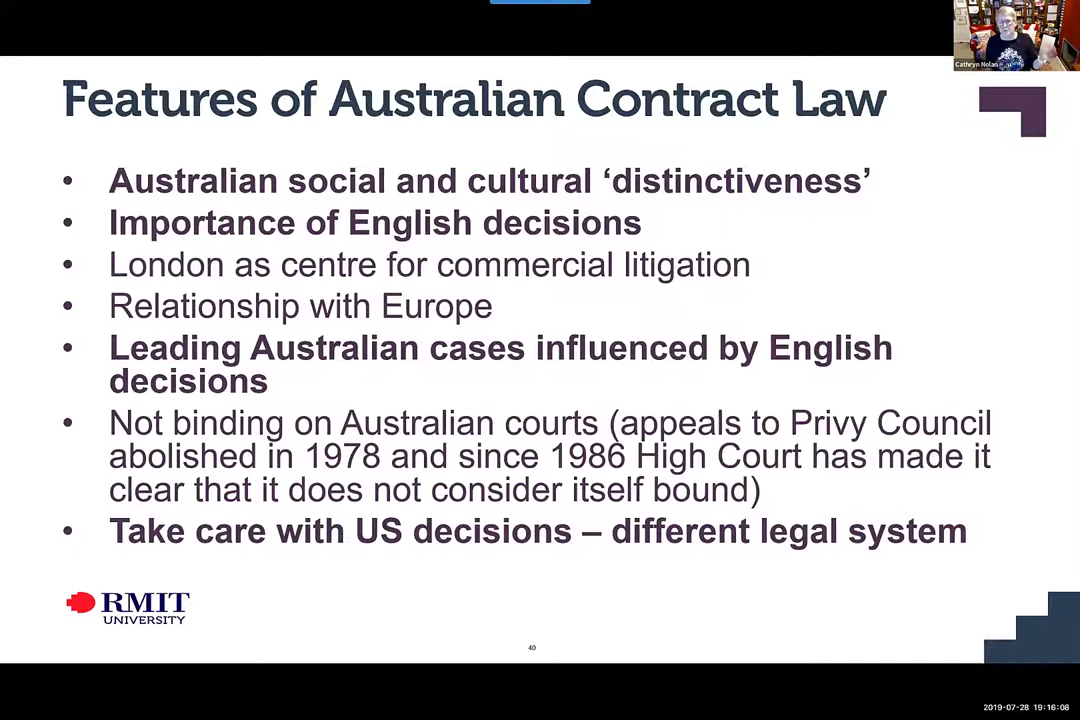 Cathryn Nolan
Features of Australian Contract Law
• Australian social and cultural ‘distinctiveness’
• Importance of English decisions
• London as centre for commercial litigation
• Relationship with Europe
• Leading Australian cases influenced by English
decisions
• Not binding on Australian courts (appeals to Privy Council
abolished in 1978 and since 1986 High Court has made it
clear that it does not consider itself bound)
• Take care with US decisions – different legal system
RMIT
UNIVERSITY
40
2019-07-28 19:16:08